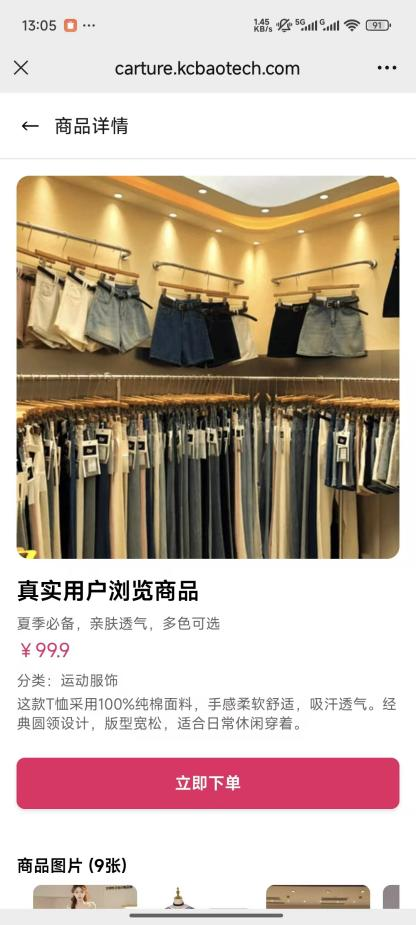 13:05 ···
1.45 KB/s 5G G 91
carture.kcbaotech.com
商品详情
真实用户浏览商品
夏季必备，亲肤透气，多色可选
￥99.9
分类：运动服饰
这款T恤采用100%纯棉面料，手感柔软舒适，吸汗透气。经
典圆领设计，版型宽松，适合日常休闲穿着。
立即下单
商品图片 (9张)